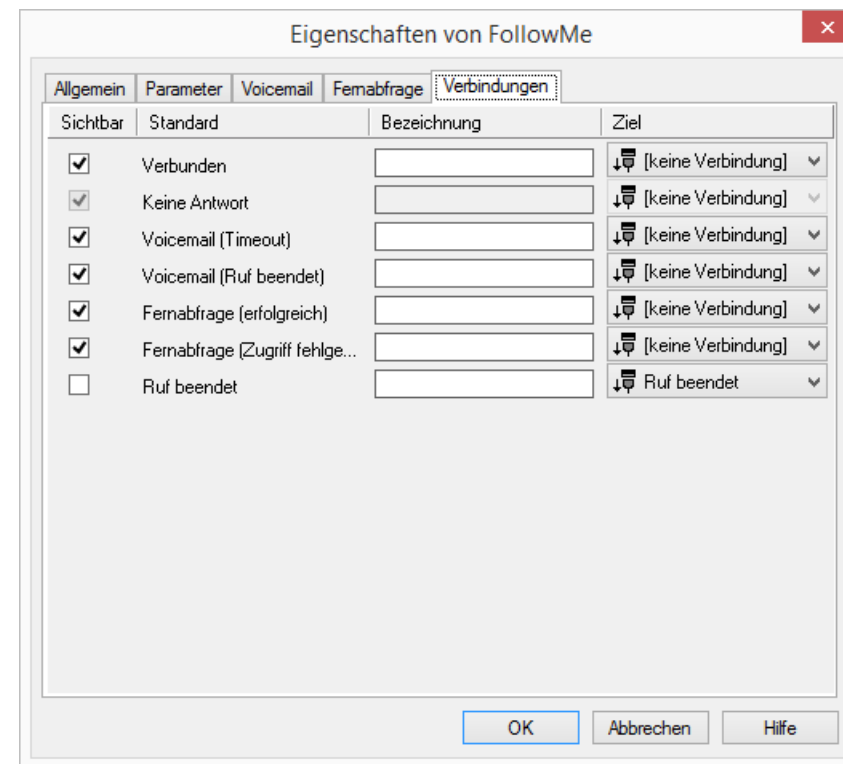 Eigenschaften von FollowMe
Allgemein Parameter Voicemail Fernabfrage Verbindungen
Sichtbar Standard Bezeichnung Ziel
Verbunden [keine Verbindung]
Keine Antwort [keine Verbindung]
Voicemail (Timeout) [keine Verbindung]
Voicemail (Ruf beendet) [keine Verbindung]
Fernabfrage (erfolgreich) [keine Verbindung]
Fernabfrage (Zugriff fehlge... [keine Verbindung]
Ruf beendet Ruf beendet
OK Abbrechen Hilfe